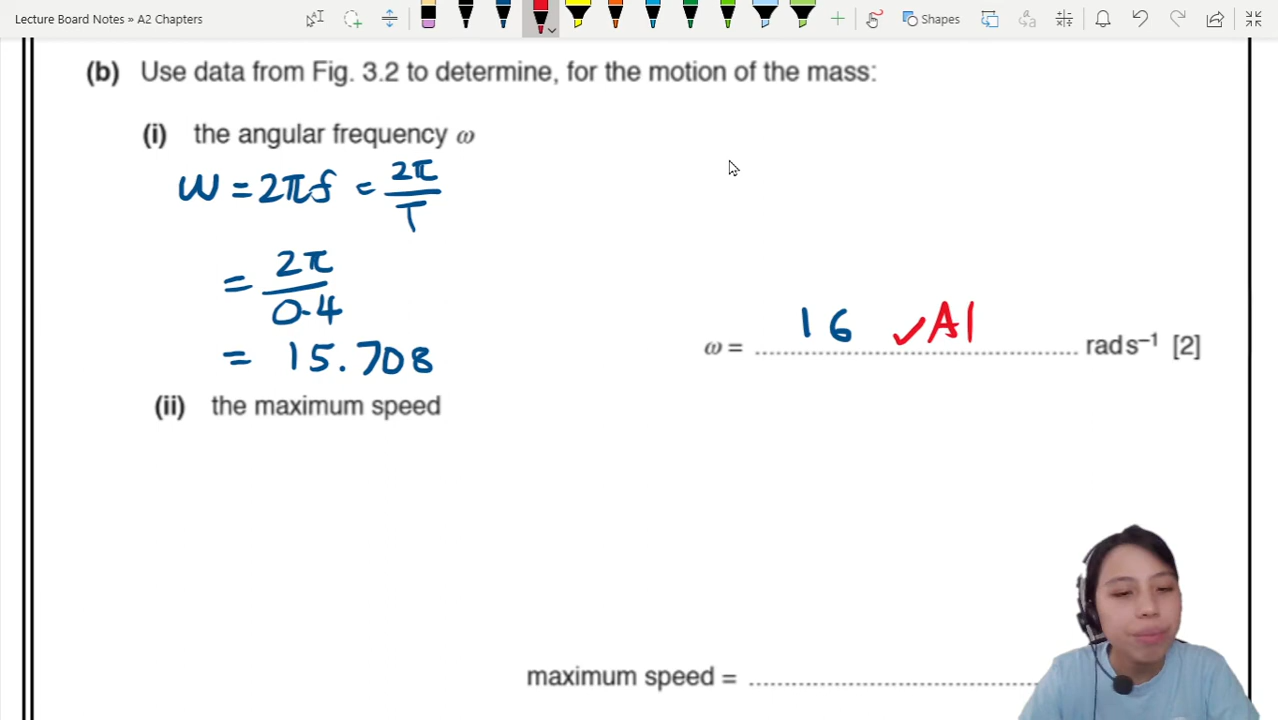 Lecture Board Notes » A2 Chapters
Shapes
(b) Use data from Fig. 3.2 to determine, for the motion of the mass:
(i) the angular frequency ω
ω = 2πf = 2π/T
= 2π/0.4
= 15.708
ω = 16 ✓A1 rad s⁻¹ [2]
(ii) the maximum speed
maximum speed =